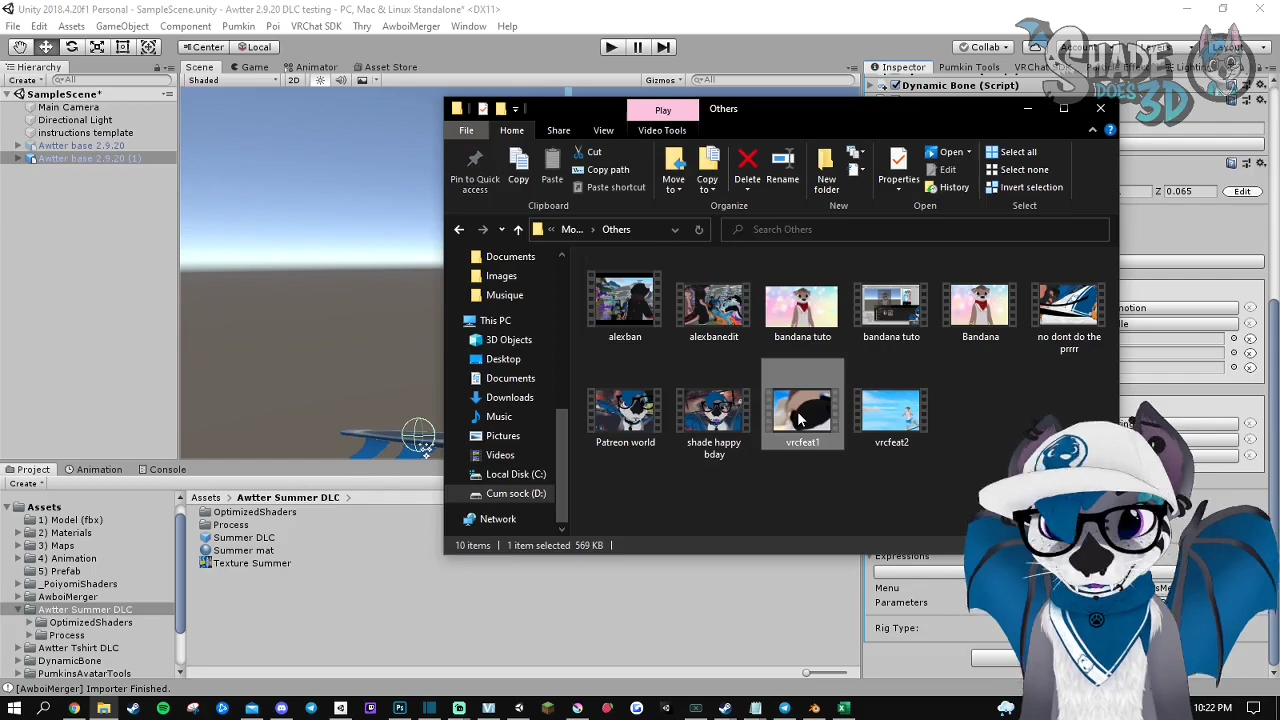 Unity 2018.4.20f1 Personal - SampleScene.unity - Awtter 2.9.20 DLC testing - PC, Mac & Linux Standalone* <DX11>
File Edit Assets GameObject Component Pumkin Poi VRChat SDK Tray AwboiMerger Window Help
Center Local Collab Account Layers Layout
Hierarchy Scene Game Animator Asset Store Inspector Pumkin Tools
Create All Shaded 2D Gizmos All
Dynamic Bone (Script)
SHADE
DOES
3D
SampleScene*
Main Camera
Directional Light
instructions template
Awtter base 2.9.20
Awtter base 2.9.20 (1)
Play Others
File Home Share View Video Tools
Pin to Quick access
Copy
Paste
Cut
Copy path
Paste shortcut
Move to
Copy to
Delete
Rename
New folder
Properties
Open
Edit
History
Select all
Select none
Invert selection
Clipboard Organize New Open Select
Z 0.065 Edit
Mo... Others Search Others
Documents
Images
Musique
This PC
3D Objects
Desktop
Documents
Downloads
Music
Pictures
Videos
Local Disk (C:)
Cum sock (D:)
Network
alexban alexbanedit bandana tuto bandana tuto Bandana no dont do the prrrr
Patreon world shade happy bday vrcfeat1 vrcfeat2
10 items 1 item selected 569 KB
Project Animation Console
Create
Assets
1) Model (fbx)
2) Materials
3) Maps
4) Animation
5) Prefab
_PoiyomiShaders
AwboiMerger
Awtter Summer DLC
OptimizedShaders
Process
Awtter Tshirt DLC
DynamicBone
PumkinsAvatarTools
Assets Awtter Summer DLC
OptimizedShaders
Process
Summer DLC
Summer mat
Texture Summer
Expressions
Menu
Parameters
Rig Type:
[AwboiMerger] Importer Finished.
10:22 PM